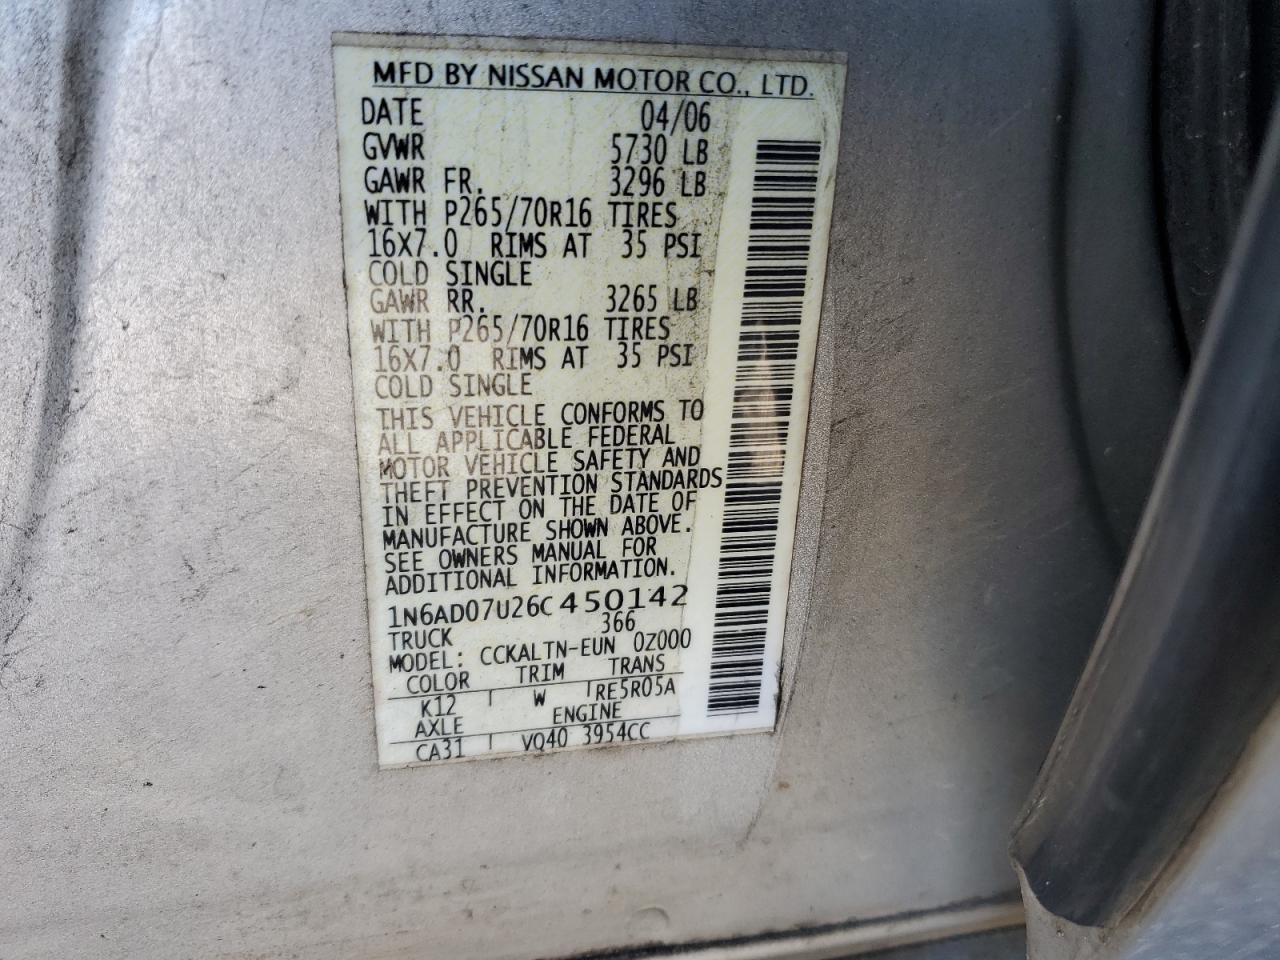 MFD BY NISSAN MOTOR CO., LTD.
DATE 04/06
GVWR 5730 LB
GAWR FR. 3296 LB
WITH P265/70R16 TIRES
16X7.0 RIMS AT 35 PSI
COLD SINGLE
GAWR RR. 3265 LB
WITH P265/70R16 TIRES
16X7.0 RIMS AT 35 PSI
COLD SINGLE
THIS VEHICLE CONFORMS TO
ALL APPLICABLE FEDERAL
MOTOR VEHICLE SAFETY AND
THEFT PREVENTION STANDARDS
IN EFFECT ON THE DATE OF
MANUFACTURE SHOWN ABOVE.
SEE OWNERS MANUAL FOR
ADDITIONAL INFORMATION.
1N6AD07U26C450142
TRUCK 366
MODEL: CCKALTN-EUN 0Z000
COLOR TRIM TRANS
K12 W RE5R05A
AXLE ENGINE
CA31 VQ40 3954CC